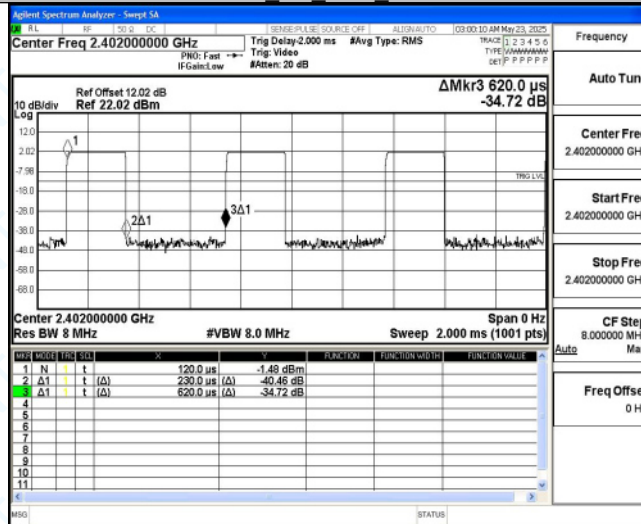 Agilent Spectrum Analyzer - Swept SA
RL RF 50 Ω DC SENSE:PULSE SOURCE OFF ALIGNAUTO 03:00:10 AM May 23, 2025
Center Freq 2.402000000 GHz
PNO: Fast
IFGain:Low
Trig Delay-2.000 ms
Trig: Video
#Atten: 20 dB
#Avg Type: RMS
TRACE 1 2 3 4 5 6
TYPE
DET P P P P P P
Frequency
Auto Tun
ΔMkr3 620.0 μs
-34.72 dB
Ref Offset 12.02 dB
Ref 22.02 dBm
10 dB/div
Log
12.0
2.02
-7.98
-18.0
-28.0
-38.0
-48.0
-58.0
-68.0
1
2Δ1
3Δ1
TRIG LVL
Center Fre
2.402000000 GH
Start Fre
2.402000000 GH
Stop Fre
2.402000000 GH
Center 2.402000000 GHz
Res BW 8 MHz
#VBW 8.0 MHz
Span 0 Hz
Sweep 2.000 ms (1001 pts)
CF Step
8.000000 MH
Auto Ma
Freq Offse
0 H
MKR MODE TRC SCL X Y FUNCTION FUNCTION WIDTH FUNCTION VALUE
1 N 1 t 120.0 μs -1.48 dBm
2 Δ1 1 t (Δ) 230.0 μs (Δ) -40.46 dB
3 Δ1 1 t (Δ) 620.0 μs (Δ) -34.72 dB
4
5
6
7
8
9
10
11
MSG
STATUS